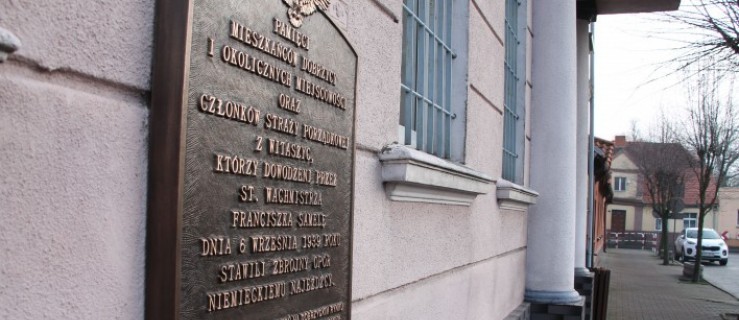 PAMIĘCI
MIESZKAŃCÓW DOBRZYCY
I OKOLICZNYCH MIEJSCOWOŚCI
ORAZ
CZŁONKÓW STRAŻY PORZĄDKOWEJ
Z WITASZYC,
KTÓRZY DOWODZENI PRZEZ
ST. WACHMISTRZA
FRANCISZKA SAMELĘ
DNIA 6 WRZEŚNIA 1939 ROKU
STAWILI ZBROJNY OPÓR
NIEMIECKIEMU NAJEŹDŹCY.